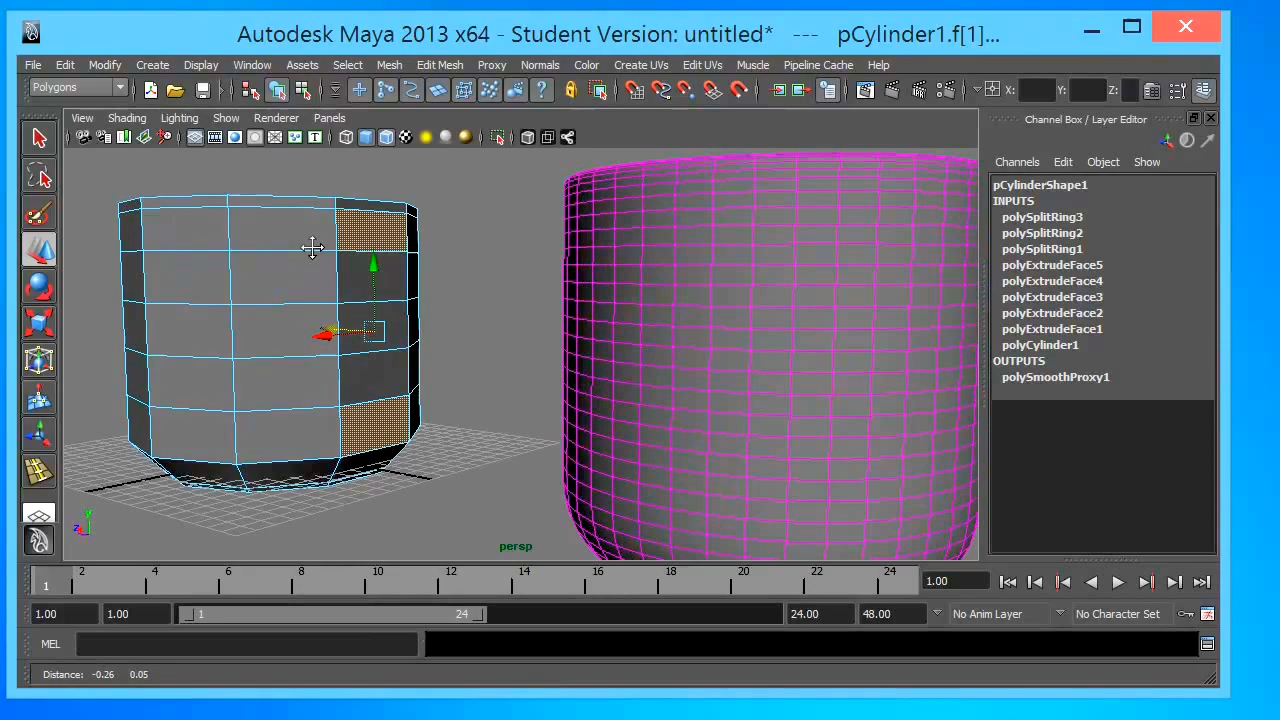 Autodesk Maya 2013 x64 - Student Version: untitled* --- pCylinder1.f[1]...
File Edit Modify Create Display Window Assets Select Mesh Edit Mesh Proxy Normals Color Create UVs Edit UVs Muscle Pipeline Cache Help
Polygons X: Y: Z:
View Shading Lighting Show Renderer Panels
Channel Box / Layer Editor
Channels Edit Object Show
pCylinderShape1
INPUTS
polySplitRing3
polySplitRing2
polySplitRing1
polyExtrudeFace5
polyExtrudeFace4
polyExtrudeFace3
polyExtrudeFace2
polyExtrudeFace1
polyCylinder1
OUTPUTS
polySmoothProxy1
y
z
persp
1 2 4 6 8 10 12 14 16 18 20 22 24 1.00
1.00 1.00 1 24 24.00 48.00 No Anim Layer No Character Set
MEL
Distance: -0.26 0.05